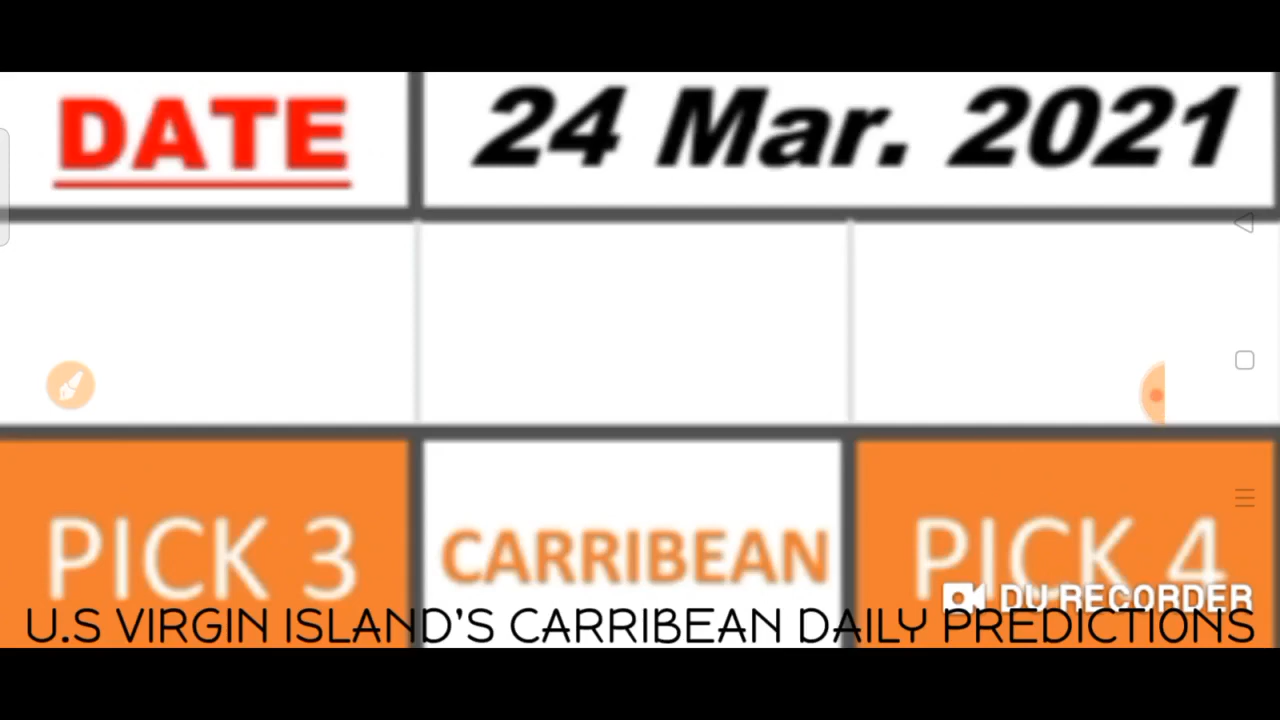 DATE 24 Mar. 2021
PICK 3 CARRIBEAN PICK 4
DU RECORDER
U.S VIRGIN ISLAND'S CARRIBEAN DAILY PREDICTIONS